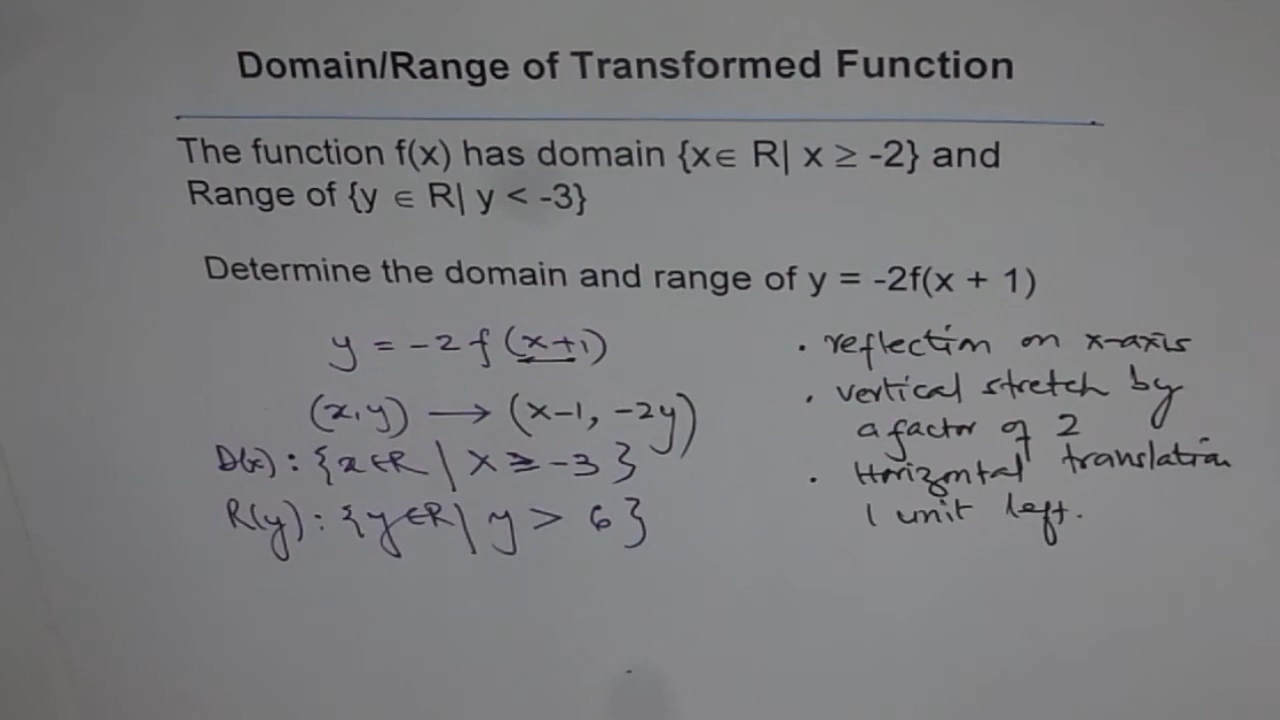 Domain/Range of Transformed Function
The function f(x) has domain {x∈ R| x ≥ -2} and
Range of {y ∈ R| y < -3}
Determine the domain and range of y = -2f(x + 1)
y = -2f(x+1)
(x,y) → (x-1, -2y)
D(x) : {x∈R | x ≥ -3}
R(y) : {y∈R | y > 6}
· reflection on x-axis
· vertical stretch by
a factor of 2
· Horizontal translation
1 unit left.